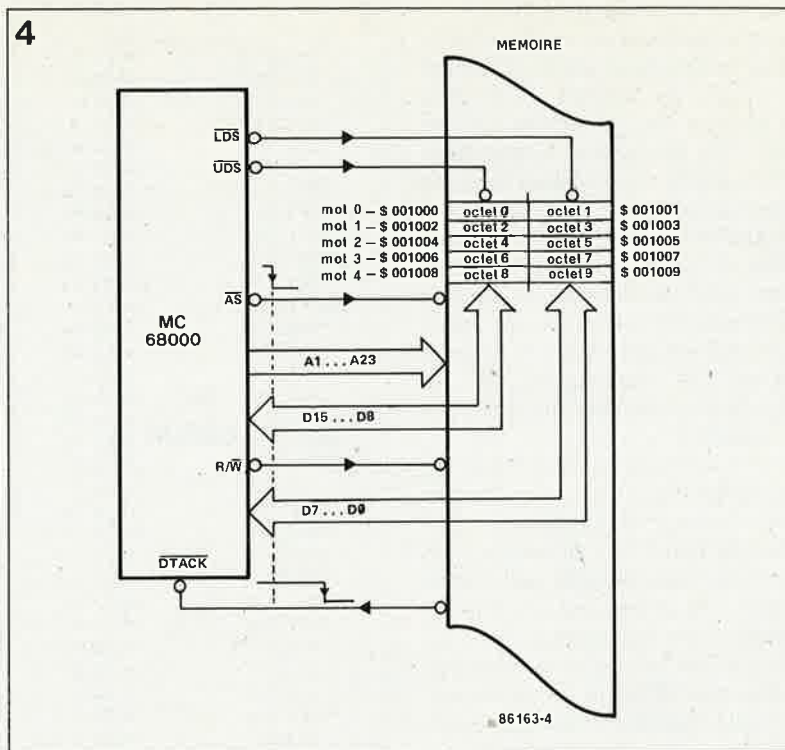 4
MEMOIRE
LDS
UDS
mot 0 – $ 001000 octet 0 octet 1 $ 001001
mot 1 – $ 001002 octet 2 octet 3 $ 001003
mot 2 – $ 001004 octet 4 octet 5 $ 001005
mot 3 – $ 001006 octet 6 octet 7 $ 001007
mot 4 – $ 001008 octet 8 octet 9 $ 001009
AS
MC
68000
A1 ... A23
D15 ... D8
R/W
D7 ... D0
DTACK
86163-4